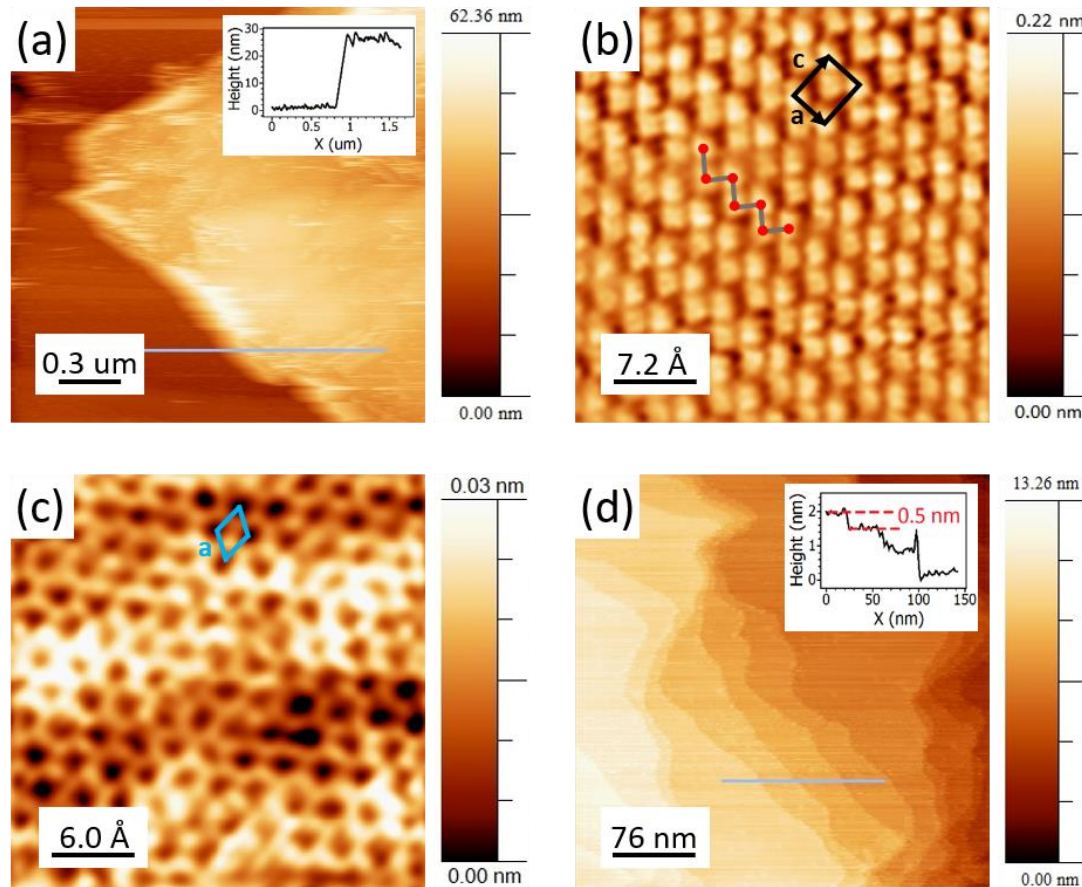 (a)
62.36 nm
0.00 nm
Height (nm)
30
20
10
0
0 0.5 1 1.5
X (um)
0.3 um
(b)
0.22 nm
0.00 nm
c
a
7.2 Å
(c)
0.03 nm
0.00 nm
a
6.0 Å
(d)
13.26 nm
0.00 nm
Height (nm)
2
1
0
0.5 nm
0 50 100 150
X (nm)
76 nm